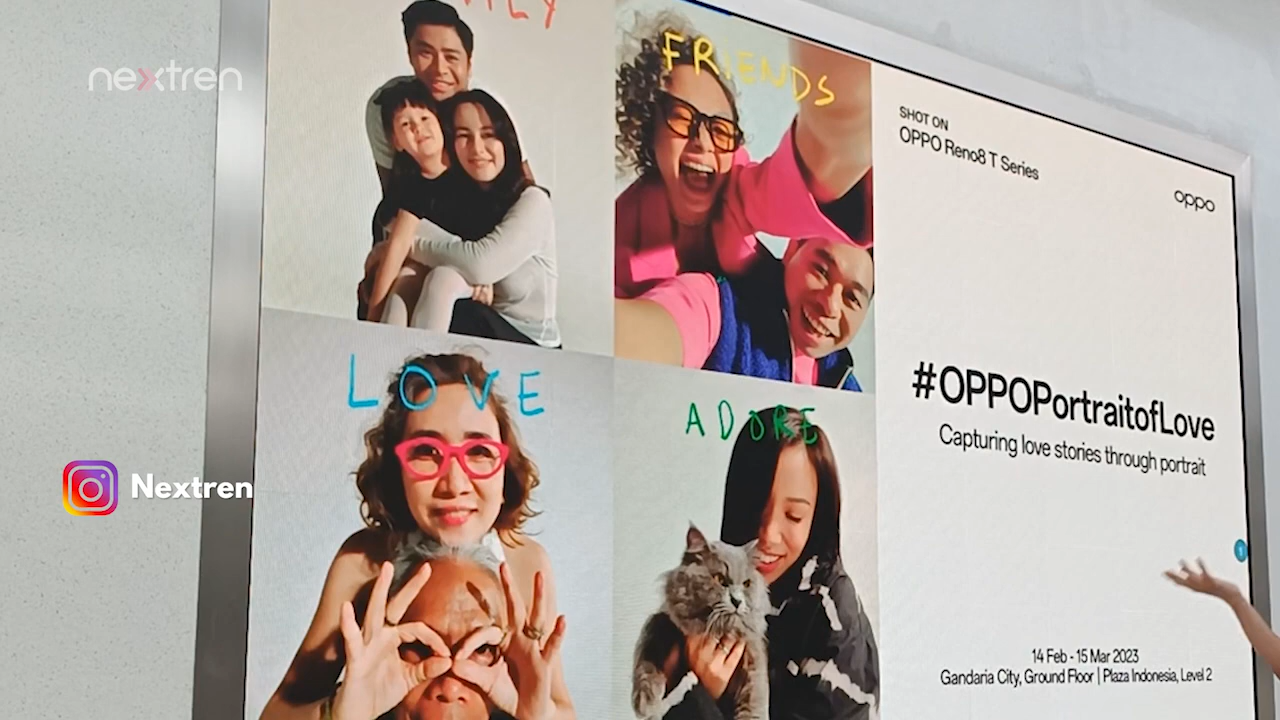 nextren
FRIENDS
SHOT ON
OPPO Reno8 T Series
oppo
LOVE
ADORE
#OPPOPortraitofLove
Capturing love stories through portrait
Nextren
1
14 Feb - 15 Mar 2023
Gandaria City, Ground Floor | Plaza Indonesia, Level 2